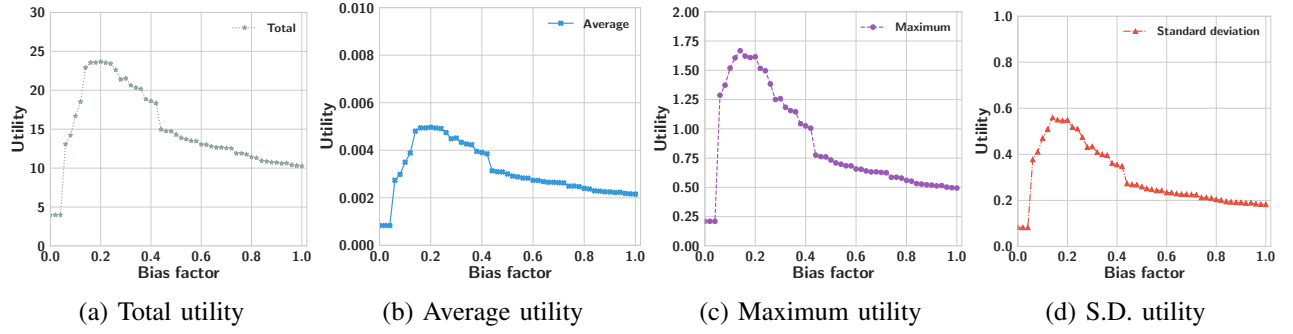 30
25
20
15
10
5
0
Utility
0.0 0.2 0.4 0.6 0.8 1.0
Bias factor
Total
(a) Total utility
0.010
0.008
0.006
0.004
0.002
0.000
Utility
0.0 0.2 0.4 0.6 0.8 1.0
Bias factor
Average
(b) Average utility
2.00
1.75
1.50
1.25
1.00
0.75
0.50
0.25
0.00
Utility
0.0 0.2 0.4 0.6 0.8 1.0
Bias factor
Maximum
(c) Maximum utility
1.0
0.8
0.6
0.4
0.2
0.0
Utility
0.0 0.2 0.4 0.6 0.8 1.0
Bias factor
Standard deviation
(d) S.D. utility